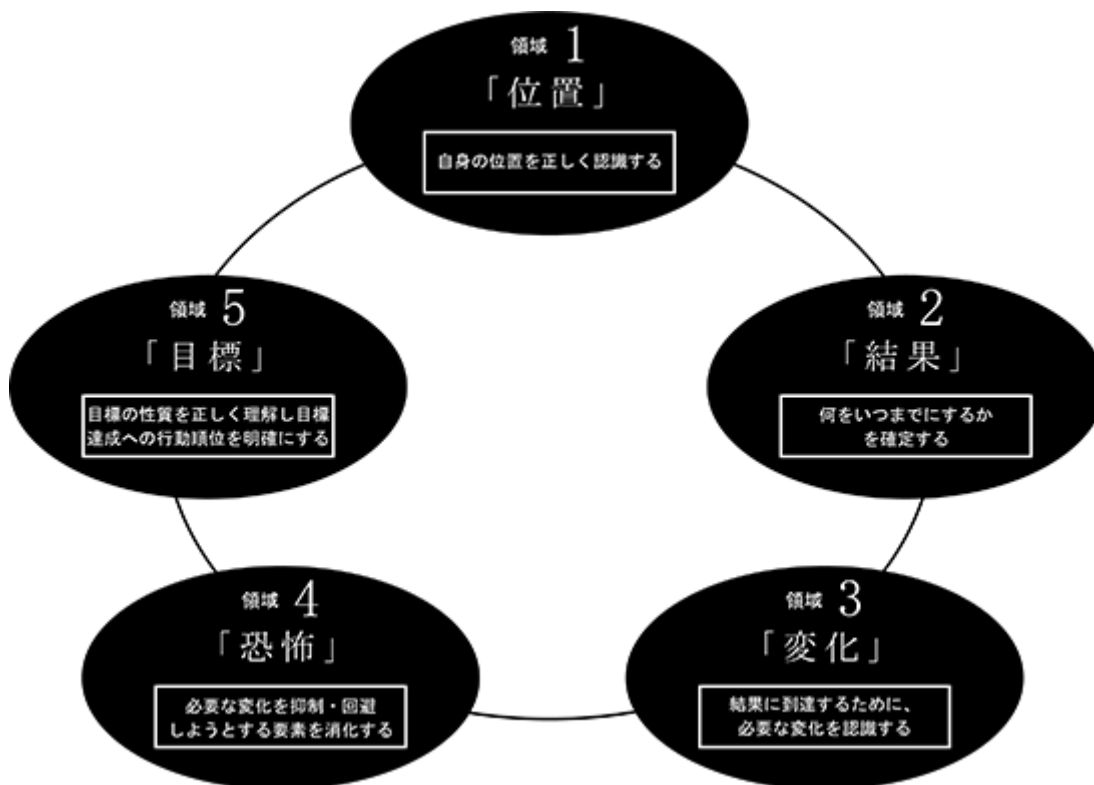 領域 1
「位置」
自身の位置を正しく認識する
領域 2
「結果」
何をいつまでにするか
を確定する
領域 3
「変化」
結果に到達するために、
必要な変化を認識する
領域 4
「恐怖」
必要な変化を抑制・回避
しようとする要素を消化する
領域 5
「目標」
目標の性質を正しく理解し目標
達成への行動順位を明確にする